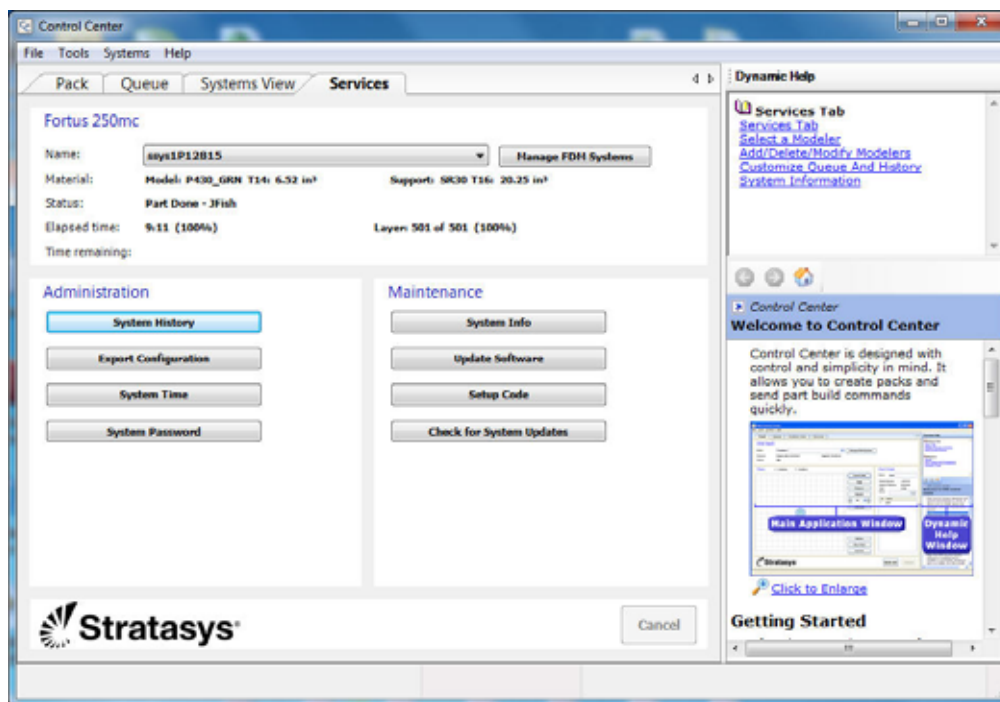 Control Center
File Tools Systems Help
Pack Queue Systems View Services
Fortus 250mc
Name: ssys1P12815 Manage FDM Systems
Material: Model: P430_GRN T14: 6.52 in³ Support: SR30 T16: 20.25 in³
Status: Part Done - JFish
Elapsed time: 9:11 (100%) Layer: 501 of 501 (100%)
Time remaining:
Administration
System History
Export Configuration
System Time
System Password
Maintenance
System Info
Update Software
Setup Code
Check for System Updates
Stratasys
Cancel
Dynamic Help
Services Tab
Services Tab
Select a Modeler
Add/Delete/Modify Modelers
Customize Queue And History
System Information
Control Center
Welcome to Control Center
Control Center is designed with
control and simplicity in mind. It
allows you to create packs and
send part build commands
quickly.
Main Application Window
Dynamic
Help
Window
Stratasys
Click to Enlarge
Getting Started